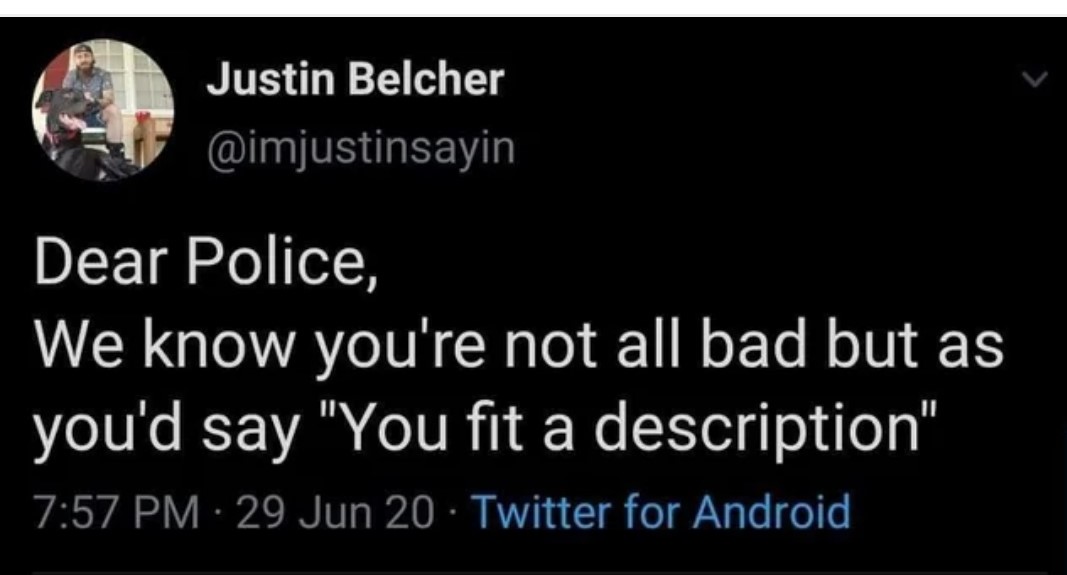 Justin Belcher
@imjustinsayin
Dear Police,
We know you're not all bad but as
you'd say "You fit a description"
7:57 PM · 29 Jun 20 · Twitter for Android